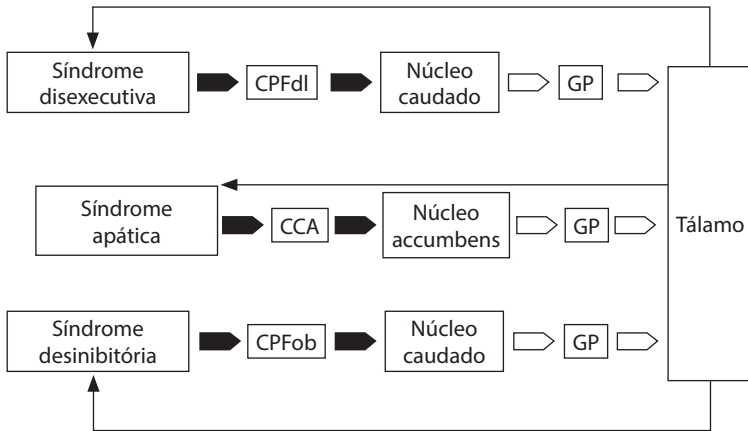 Síndrome
disexecutiva
CPFdl
Núcleo
caudado
GP
Síndrome
apática
CCA
Núcleo
accumbens
GP
Tálamo
Síndrome
desinibitória
CPFob
Núcleo
caudado
GP